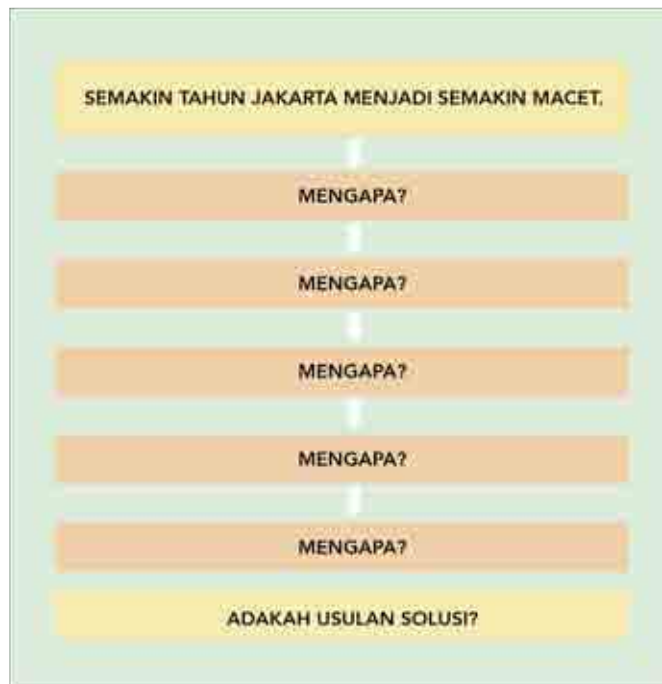 SEMAKIN TAHUN JAKARTA MENJADI SEMAKIN MACET.
MENGAPA?
MENGAPA?
MENGAPA?
MENGAPA?
MENGAPA?
ADAKAH USULAN SOLUSI?